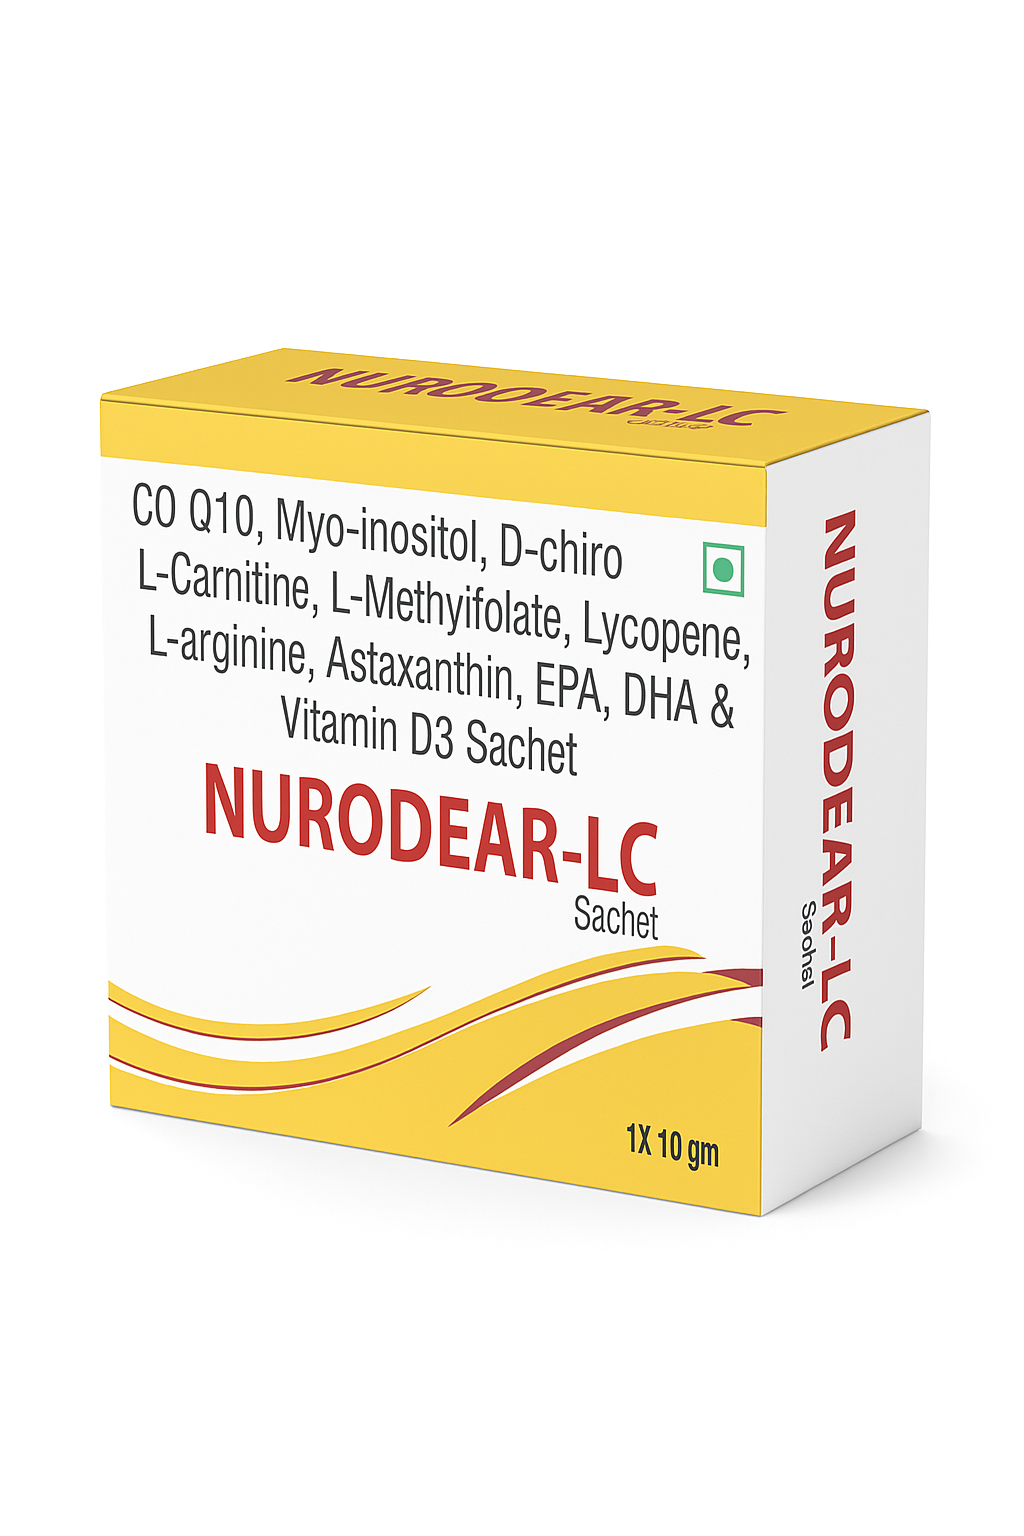 NUROOEAR-LC
CO Q10, Myo-inositol, D-chiro
L-Carnitine, L-Methyifolate, Lycopene,
L-arginine, Astaxanthin, EPA, DHA &
Vitamin D3 Sachet
NURODEAR-LC
Sachet
1X 10 gm
NURODEAR-LC
Saohsl